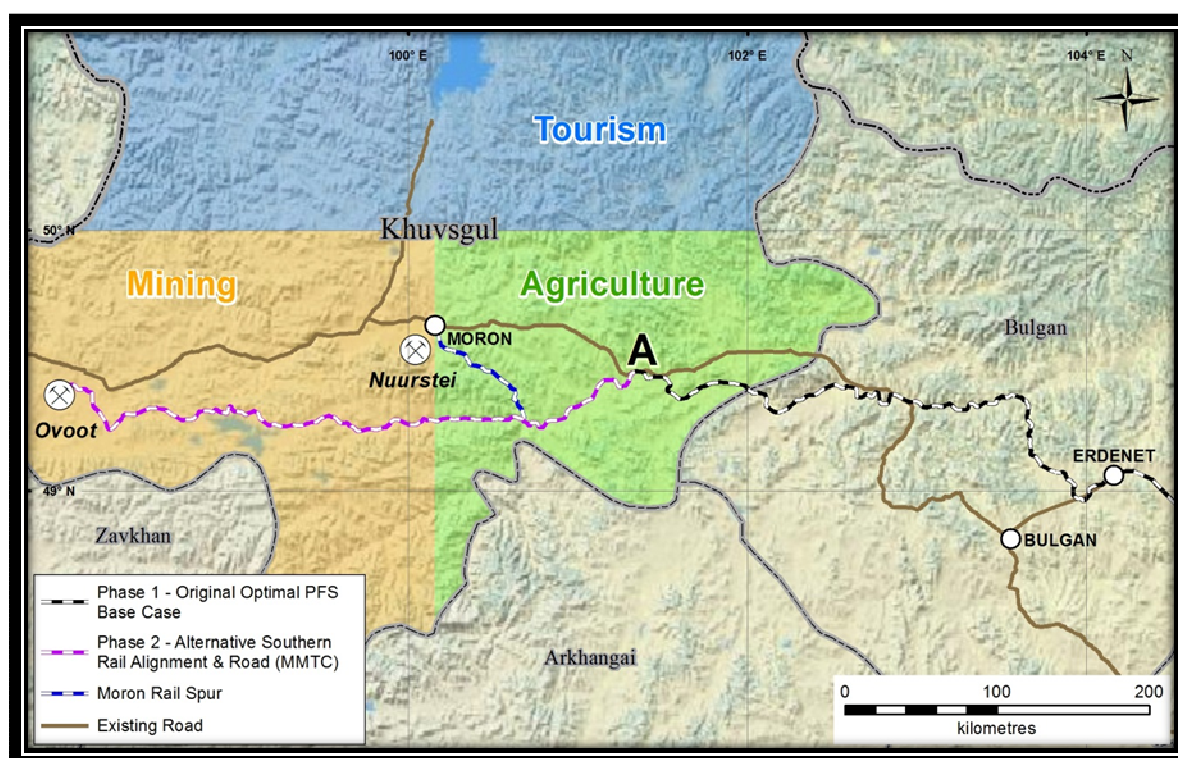 100° E
102° E
104° E
N
Tourism
50° N
Khuvsgul
Mining
Agriculture
Bulgan
MORON
A
Nuurstei
Ovoot
ERDENET
49° N
Zavkhan
BULGAN
Phase 1 - Original Optimal PFS
Base Case
Phase 2 - Alternative Southern
Rail Alignment & Road (MMTC)
Moron Rail Spur
Existing Road
Arkhangai
0 100 200
kilometres